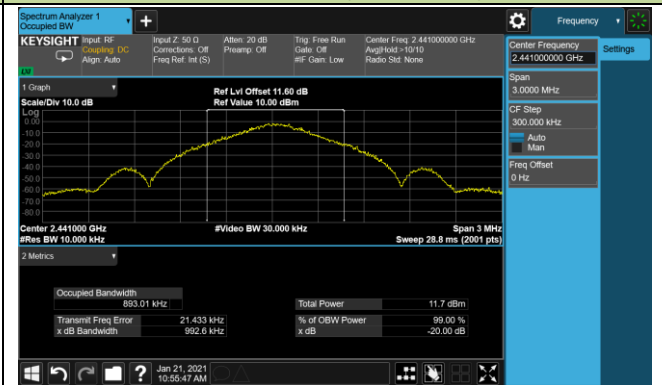 Spectrum Analyzer 1
Occupied BW
Frequency
KEYSIGHT
Input: RF
Coupling: DC
Align: Auto
Input Z: 50 Ω
Corrections: Off
Freq Ref: Int (S)
Atten: 20 dB
Preamp: Off
Trig: Free Run
Gate: Off
#IF Gain: Low
Center Freq: 2.441000000 GHz
Avg|Hold:>10/10
Radio Std: None
Center Frequency
2.441000000 GHz
Settings
Span
3.0000 MHz
CF Step
300.000 kHz
Auto
Man
Freq Offset
0 Hz
1 Graph
Scale/Div 10.0 dB
Ref Lvl Offset 11.60 dB
Ref Value 10.00 dBm
Log
0.00
-10.0
-20.0
-30.0
-40.0
-50.0
-60.0
-70.0
-80.0
Center 2.441000 GHz
#Res BW 10.000 kHz
#Video BW 30.000 kHz
Span 3 MHz
Sweep 28.8 ms (2001 pts)
2 Metrics
Occupied Bandwidth
893.01 kHz
Total Power 11.7 dBm
Transmit Freq Error 21.433 kHz
% of OBW Power 99.00 %
x dB Bandwidth 992.6 kHz
x dB -20.00 dB
Jan 21, 2021
10:55:47 AM